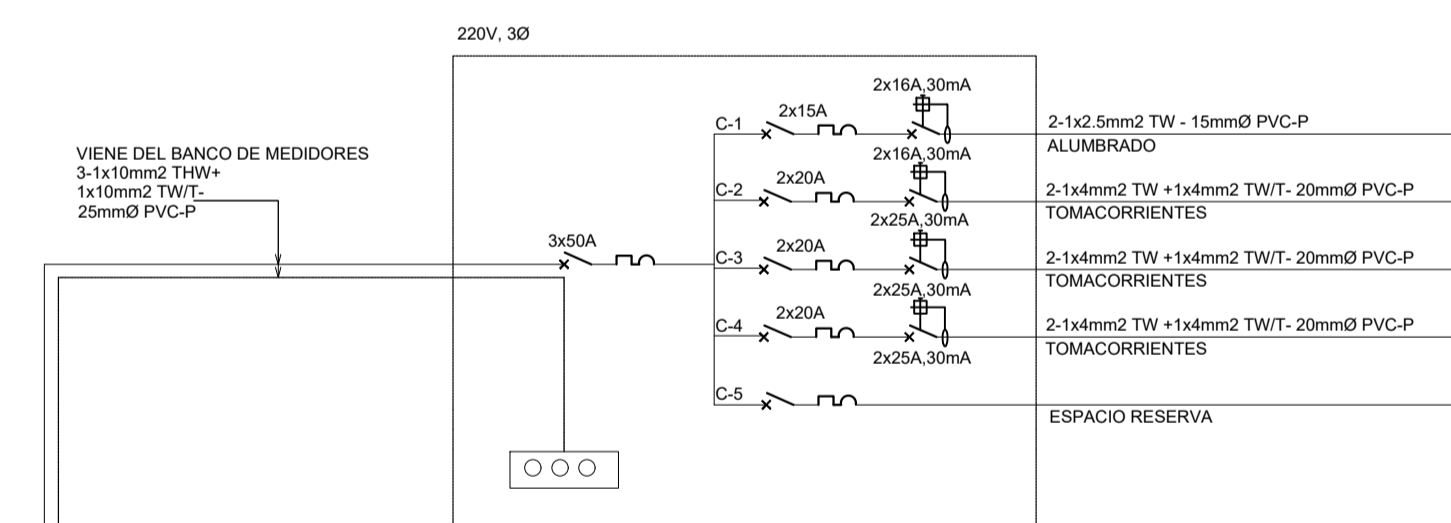 220V, 3Ø
VIENE DEL BANCO DE MEDIDORES
3-1x10mm2 THW+
1x10mm2 TW/T-
25mmØ PVC-P
3x50A
C-1
2x15A
2x16A,30mA
2-1x2.5mm2 TW - 15mmØ PVC-P
ALUMBRADO
C-2
2x20A
2x16A,30mA
2-1x4mm2 TW +1x4mm2 TW/T- 20mmØ PVC-P
TOMACORRIENTES
C-3
2x20A
2x25A,30mA
2-1x4mm2 TW +1x4mm2 TW/T- 20mmØ PVC-P
TOMACORRIENTES
C-4
2x20A
2x25A,30mA
2-1x4mm2 TW +1x4mm2 TW/T- 20mmØ PVC-P
TOMACORRIENTES
2x25A,30mA
C-5
ESPACIO RESERVA